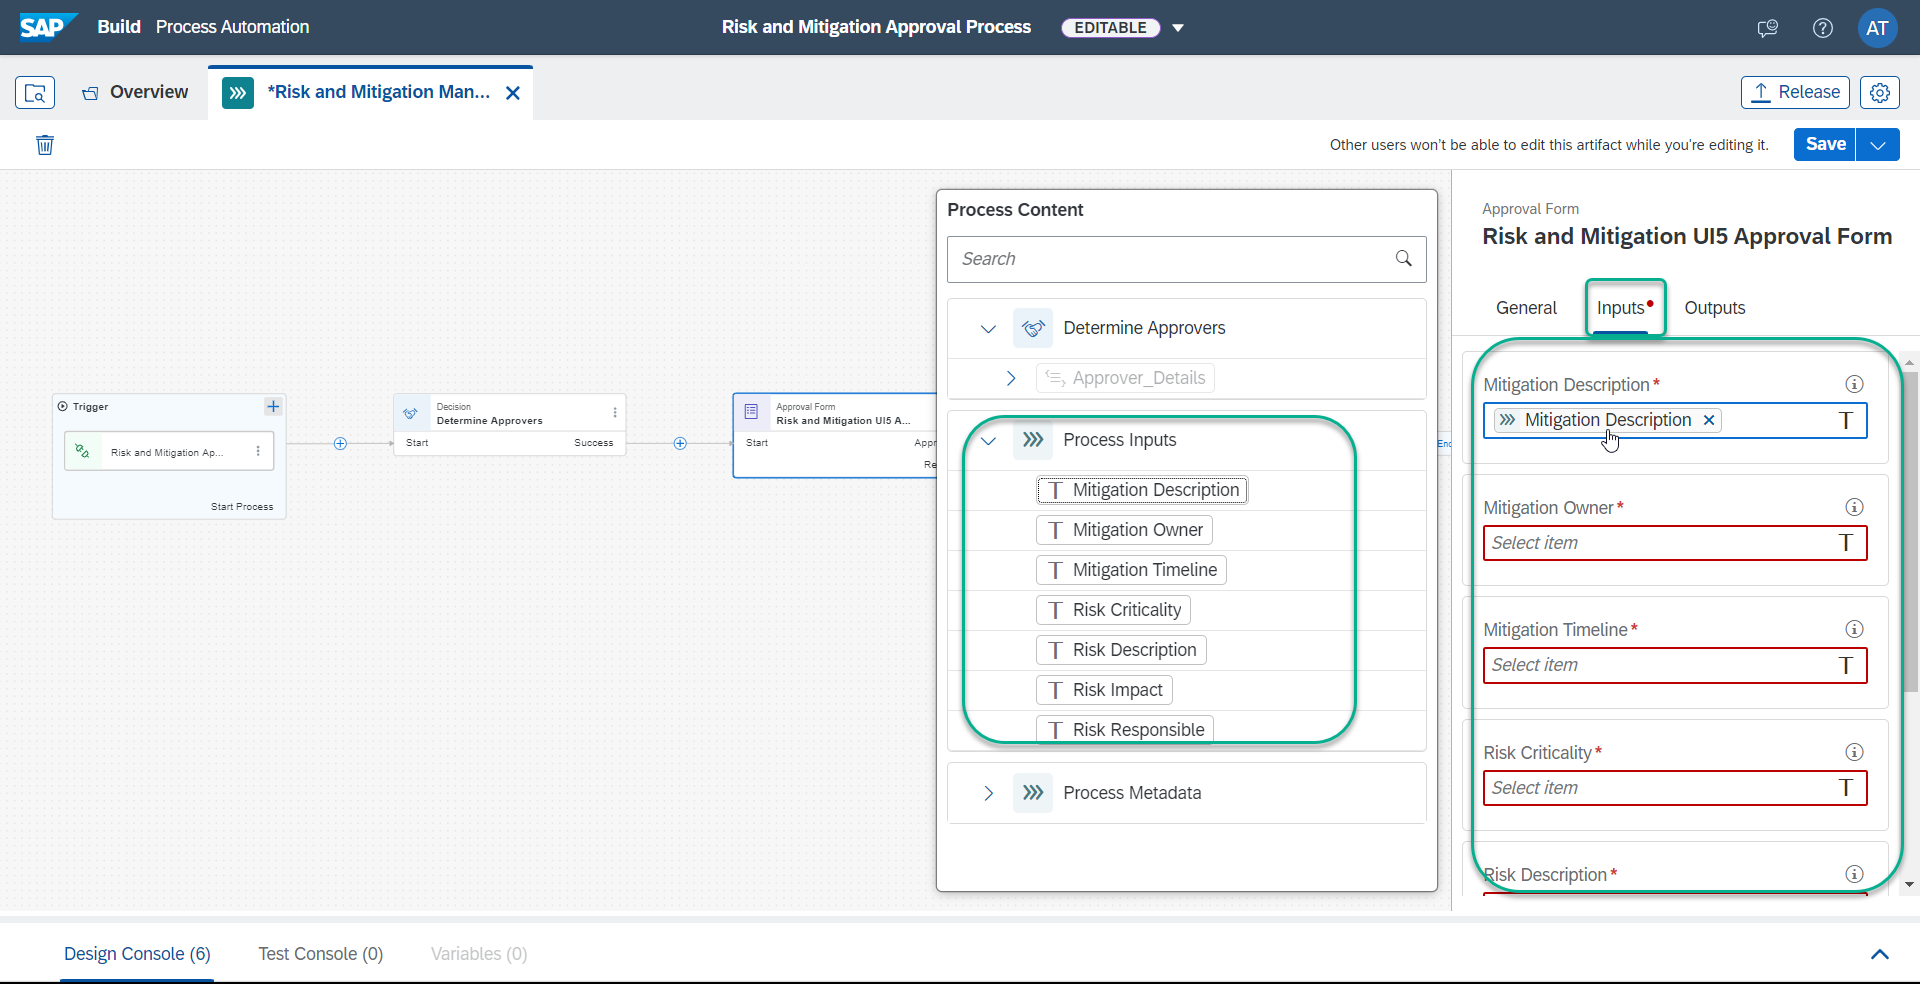 SAP Build Process Automation
Risk and Mitigation Approval Process EDITABLE
AT
Overview
*Risk and Mitigation Man...
Release
Other users won't be able to edit this artifact while you're editing it.
Save
Trigger
Risk and Mitigation Ap...
Start Process
Decision
Determine Approvers
Start Success
Approval Form
Risk and Mitigation UI5 A...
Start Appr
Re
Process Content
Search
Determine Approvers
Approver_Details
Process Inputs
Mitigation Description
Mitigation Owner
Mitigation Timeline
Risk Criticality
Risk Description
Risk Impact
Risk Responsible
Process Metadata
End
Approval Form
Risk and Mitigation UI5 Approval Form
General Inputs Outputs
Mitigation Description*
Mitigation Description
Mitigation Owner*
Select item
Mitigation Timeline*
Select item
Risk Criticality*
Select item
Risk Description*
Design Console (6) Test Console (0) Variables (0)